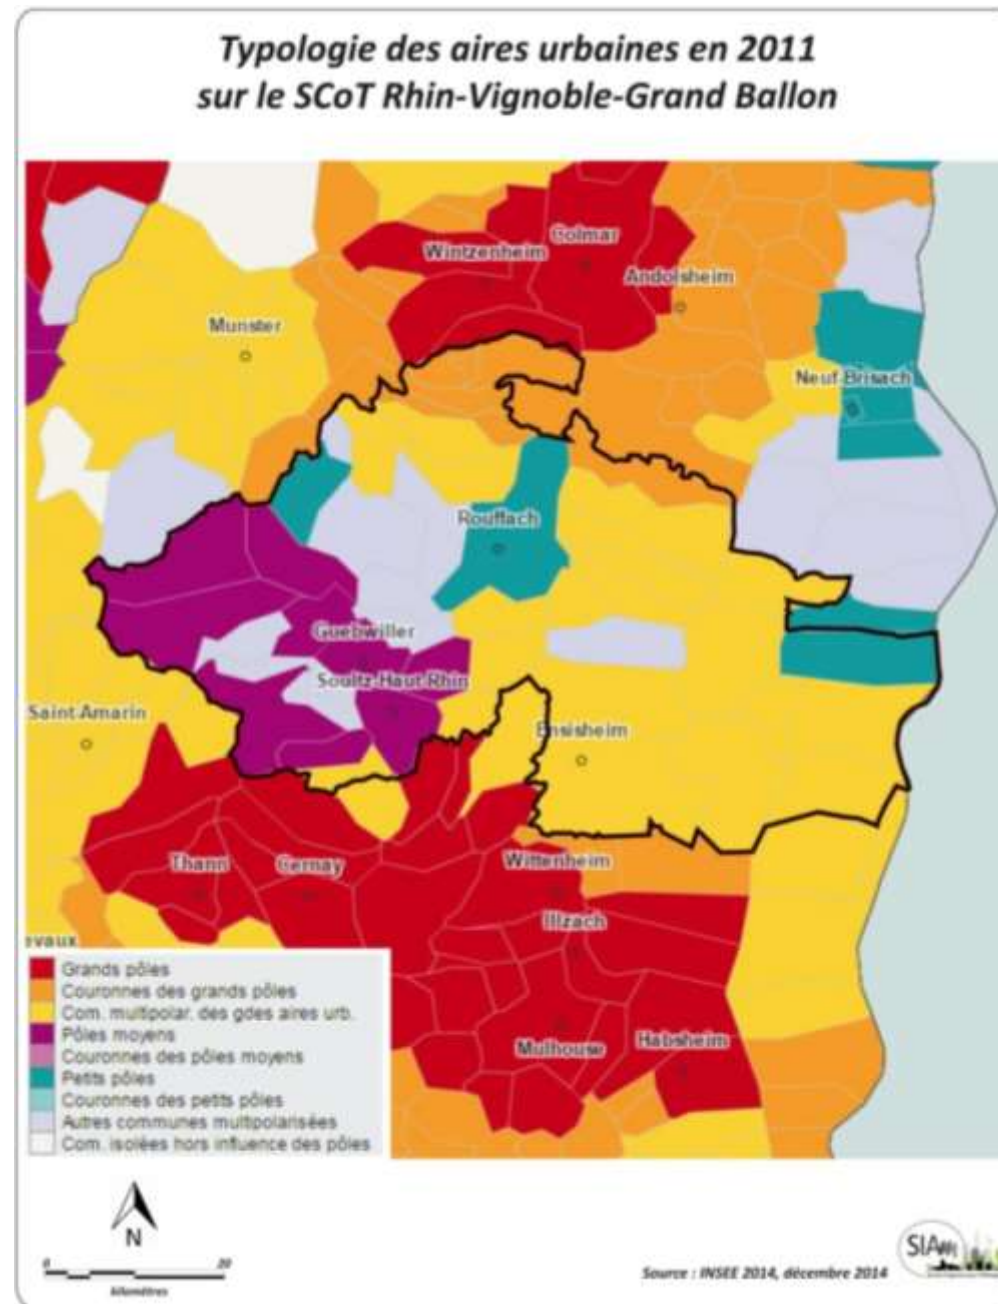 Typologie des aires urbaines en 2011
sur le SCoT Rhin-Vignoble-Grand Ballon
Colmar
Wintzenheim
Andolsheim
Munster
Neuf-Brisach
Rouffach
Guebwiller
Soultz-Haut-Rhin
Saint-Amarin
Ensisheim
Thann
Cernay
Wittenheim
Illzach
evaux
Mulhouse
Habsheim
Grands pôles
Couronnes des grands pôles
Com. multipolar. des gdes aires urb.
Pôles moyens
Couronnes des pôles moyens
Petits pôles
Couronnes des petits pôles
Autres communes multipolarisées
Com. isolées hors influence des pôles
N
0 20
kilomètres
Source : INSEE 2014, décembre 2014